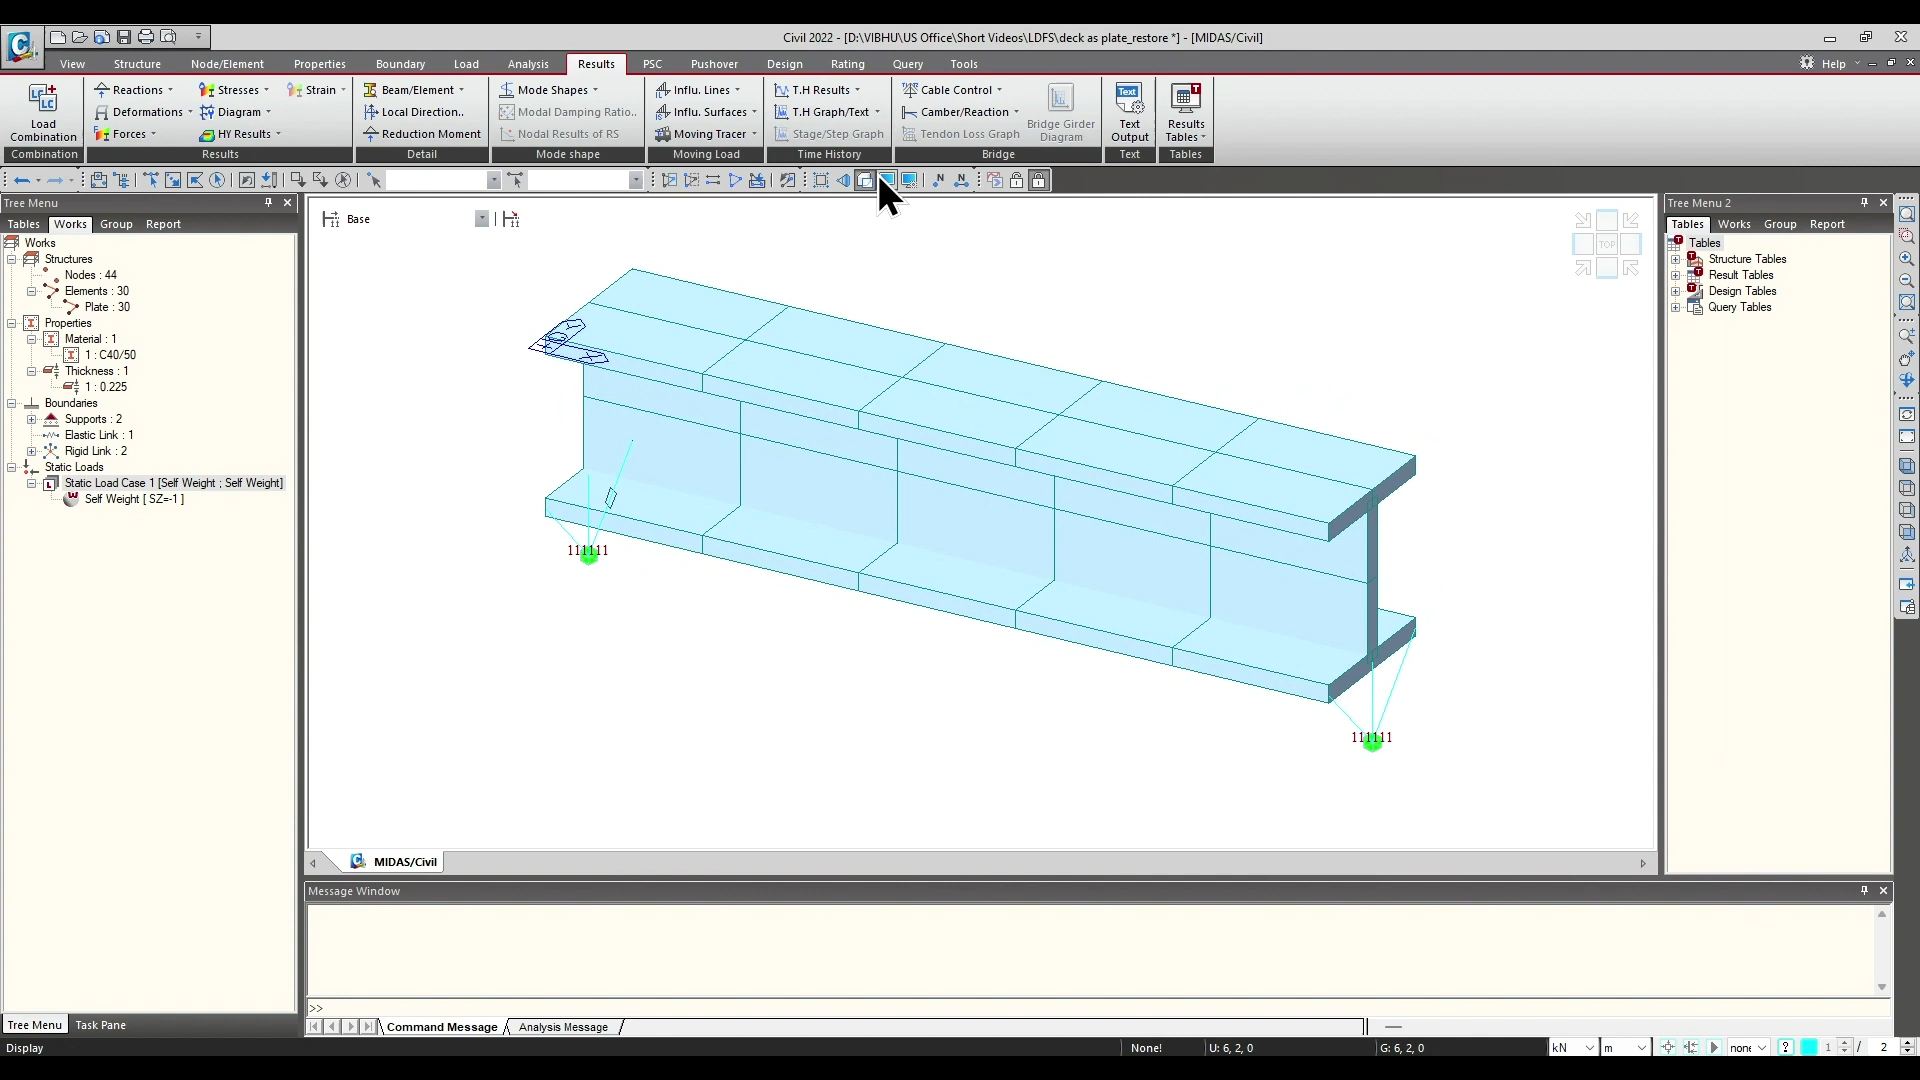 Civil 2022 - [D:\VIBHU\US Office\Short Videos\LDFS\deck as plate_restore *] - [MIDAS/Civil]
View Structure Node/Element Properties Boundary Load Analysis Results PSC Pushover Design Rating Query Tools Help
Load
Combination
Reactions Stresses Strain
Deformations Diagram
Forces HY Results
Beam/Element
Local Direction..
Reduction Moment
Mode Shapes
Modal Damping Ratio..
Nodal Results of RS
Influ. Lines
Influ. Surfaces
Moving Tracer
T.H Results
T.H Graph/Text
Stage/Step Graph
Cable Control
Camber/Reaction
Tendon Loss Graph
Bridge Girder
Diagram
Text
Text
Output
T
Results
Tables
Combination Results Detail Mode shape Moving Load Time History Bridge Text Tables
Tree Menu
Tables Works Group Report
Works
Structures
Nodes : 44
Elements : 30
Plate : 30
Properties
Material : 1
1 : C40/50
Thickness : 1
1 : 0.225
Boundaries
Supports : 2
Elastic Link : 1
Rigid Link : 2
Static Loads
Static Load Case 1 [Self Weight ; Self Weight]
Self Weight [ SZ=-1 ]
Tree Menu Task Pane
Base
TOP
111111
111111
MIDAS/Civil
Tree Menu 2
Tables Works Group Report
Tables
Structure Tables
Result Tables
Design Tables
Query Tables
Message Window
>>
Command Message Analysis Message
Display None! U: 6, 2, 0 G: 6, 2, 0 kN m none ? 1 / 2